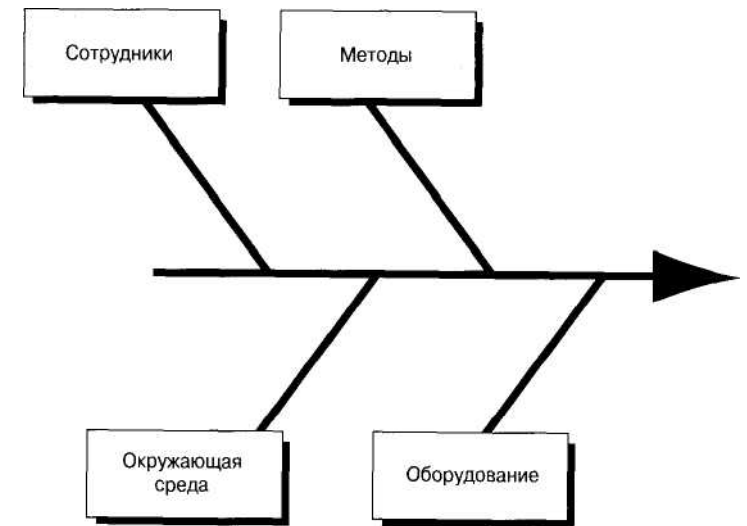 Сотрудники
Методы
Окружающая
среда
Оборудование